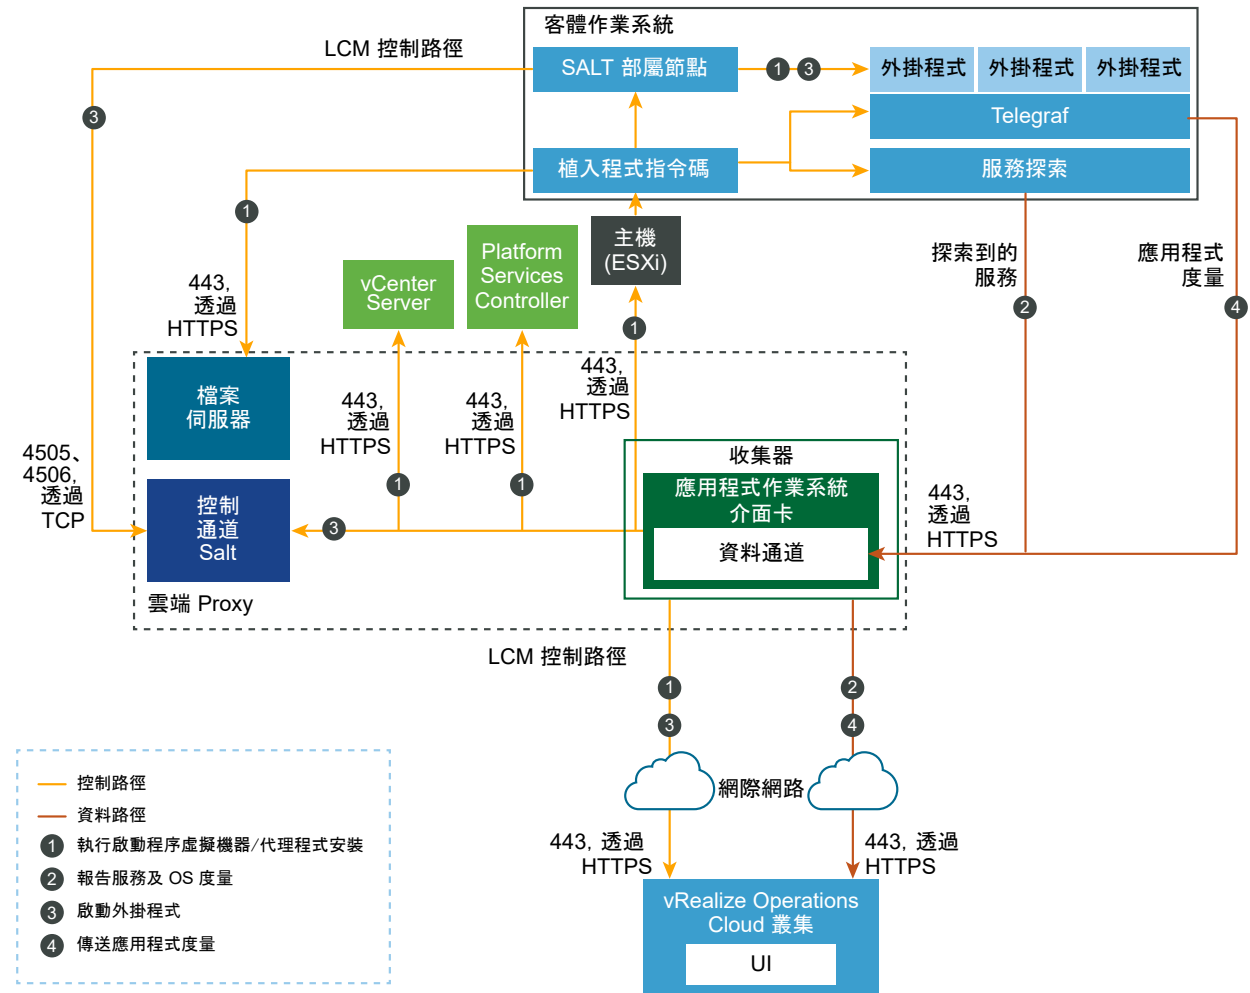 客體作業系統
LCM 控制路徑
SALT 部屬節點
1
3
外掛程式
外掛程式
外掛程式
Telegraf
3
植入程式指令碼
服務探索
1
主機
(ESXi)
Platform
Services
Controller
vCenter
Server
探索到的
服務
應用程式
度量
443,
透過
HTTPS
1
2
4
檔案
伺服器
443,
透過
HTTPS
443,
透過
HTTPS
443,
透過
HTTPS
4505、
4506,
透過
TCP
收集器
控制
通道
Salt
1
1
應用程式作業系統
介面卡
443,
透過
HTTPS
3
資料通道
雲端 Proxy
LCM 控制路徑
1
2
3
4
網際網路
控制路徑
資料路徑
1 執行啟動程序虛擬機器/代理程式安裝
2 報告服務及 OS 度量
3 啟動外掛程式
4 傳送應用程式度量
443, 透過
HTTPS
443, 透過
HTTPS
vRealize Operations
Cloud 叢集
UI